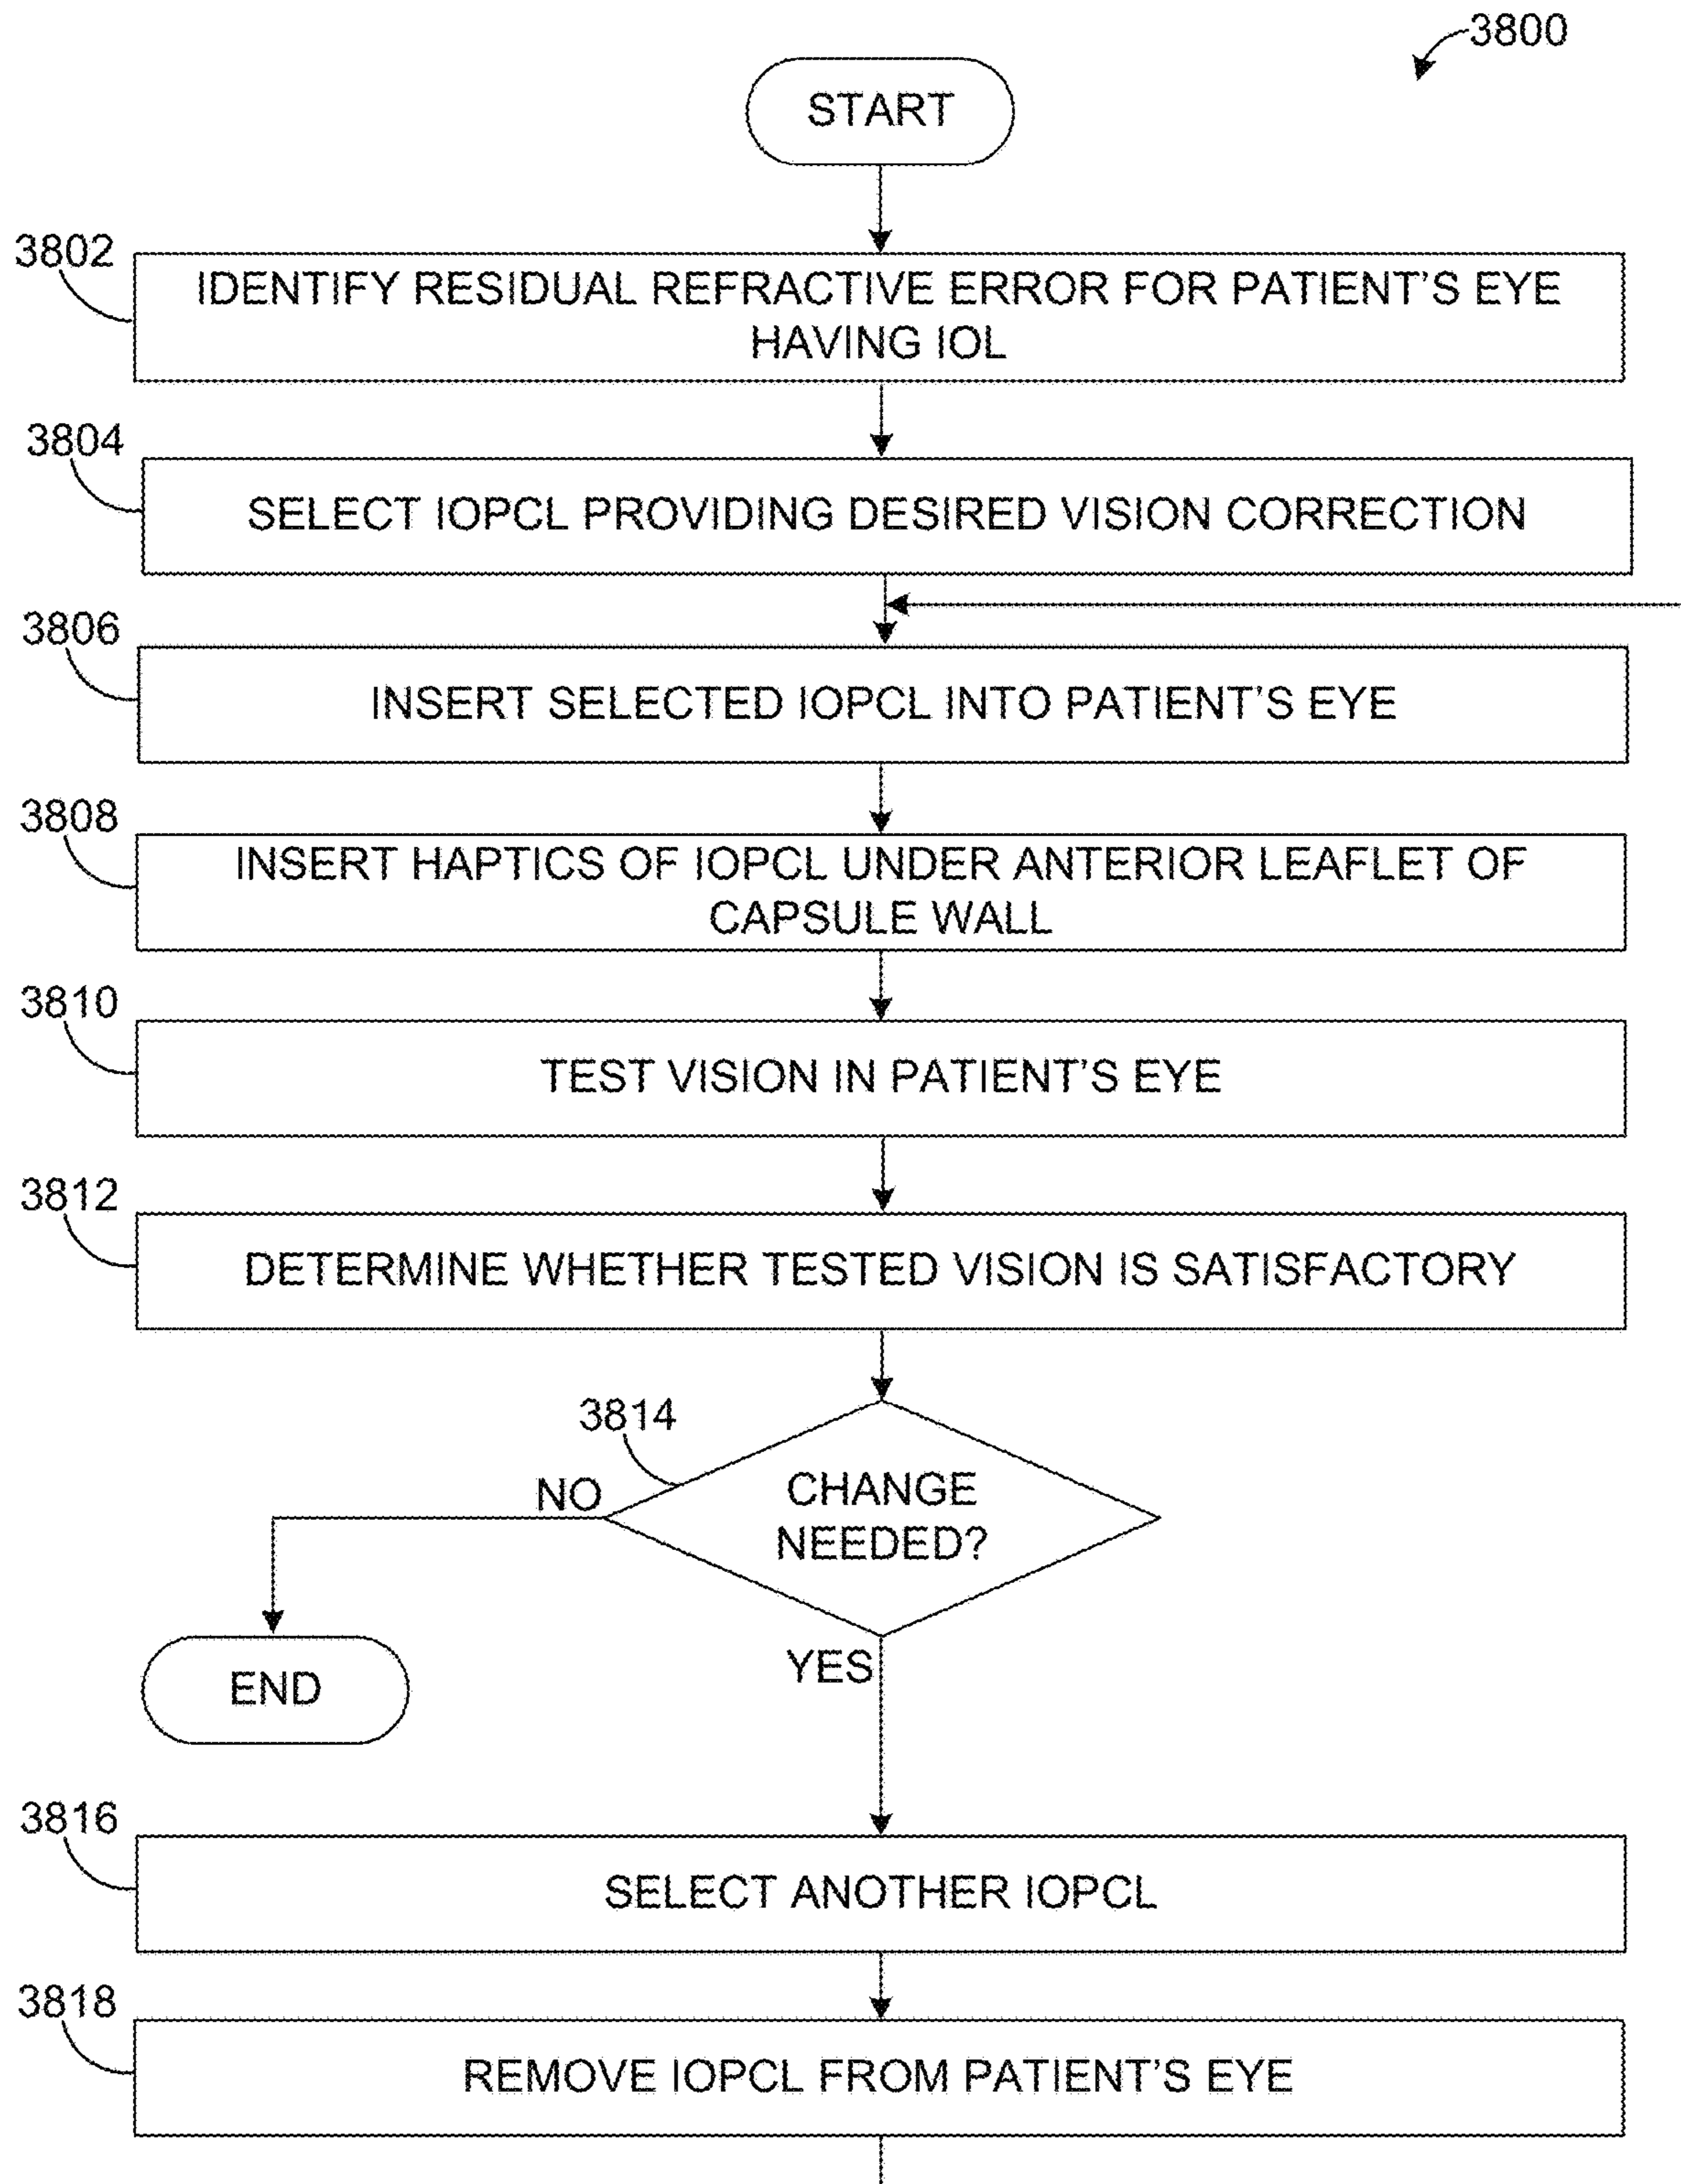 3800
START
3802
IDENTIFY RESIDUAL REFRACTIVE ERROR FOR PATIENT'S EYE
HAVING IOL
3804
SELECT IOPCL PROVIDING DESIRED VISION CORRECTION
3806
INSERT SELECTED IOPCL INTO PATIENT'S EYE
3808
INSERT HAPTICS OF IOPCL UNDER ANTERIOR LEAFLET OF
CAPSULE WALL
3810
TEST VISION IN PATIENT'S EYE
3812
DETERMINE WHETHER TESTED VISION IS SATISFACTORY
3814
CHANGE
NEEDED?
NO
END
YES
3816
SELECT ANOTHER IOPCL
3818
REMOVE IOPCL FROM PATIENT'S EYE